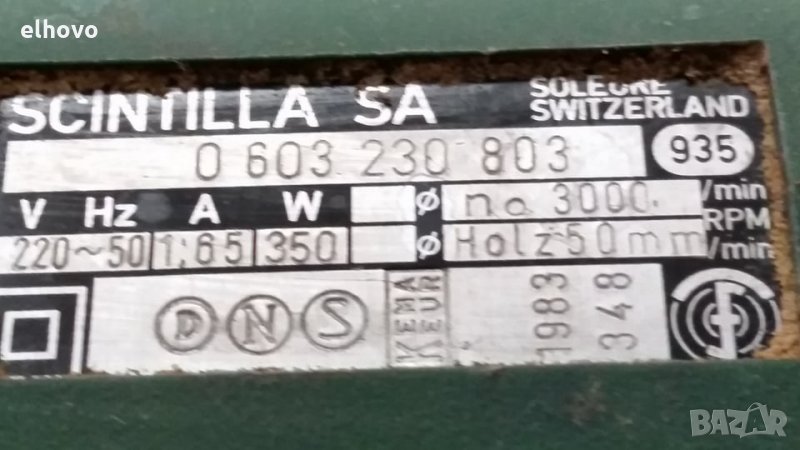 elhovo
SCINTILLA SA
SOLEURE
SWITZERLAND
0 603 230 803
935
V Hz A W
ø no 3000 /min
RPM
220~50 1,65 350
ø Holz 50 mm /min
D N S
KEMA
KEUR
1983
348
BAZAR